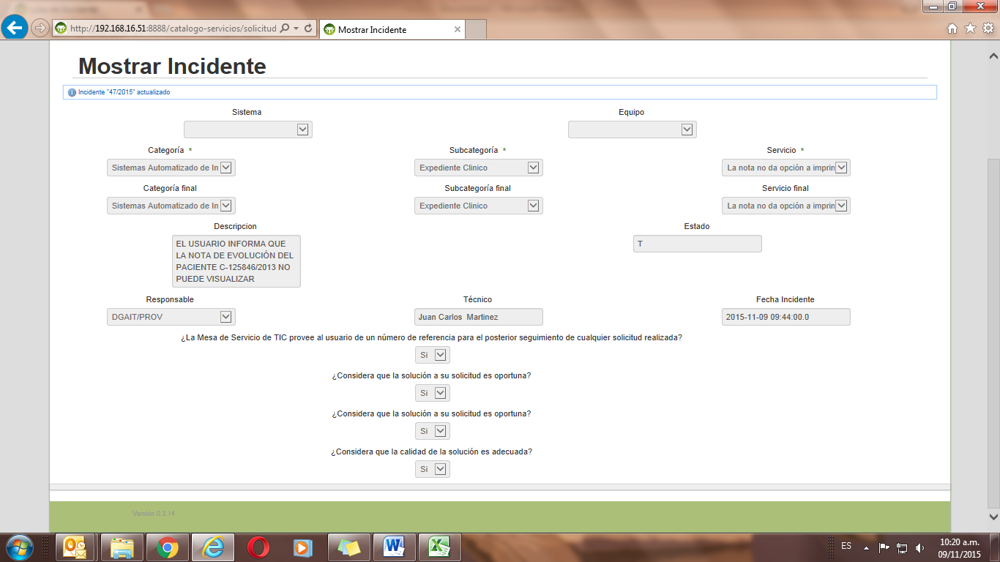 http://192.168.16.51:8888/catalogo-servicios/solicitud
Mostrar Incidente
Mostrar Incidente
Incidente "47/2015" actualizado
Sistema
Equipo
Categoría *
Subcategoría *
Servicio *
Sistemas Automatizado de In
Expediente Clinico
La nota no da opción a imprin
Categoría final
Subcategoría final
Servicio final
Sistemas Automatizado de In
Expediente Clinico
La nota no da opción a imprin
Descripcion
Estado
EL USUARIO INFORMA QUE
LA NOTA DE EVOLUCIÓN DEL
PACIENTE C-125846/2013 NO
PUEDE VISUALIZAR
T
Responsable
Técnico
Fecha Incidente
DGAIT/PROV
Juan Carlos Martinez
2015-11-09 09:44:00.0
¿La Mesa de Servicio de TIC provee al usuario de un número de referencia para el posterior seguimiento de cualquier solicitud realizada?
Si
¿Considera que la solución a su solicitud es oportuna?
Si
¿Considera que la solución a su solicitud es oportuna?
Si
¿Considera que la calidad de la solución es adecuada?
Si
Versión 0.3.14
ES
10:20 a.m.
09/11/2015